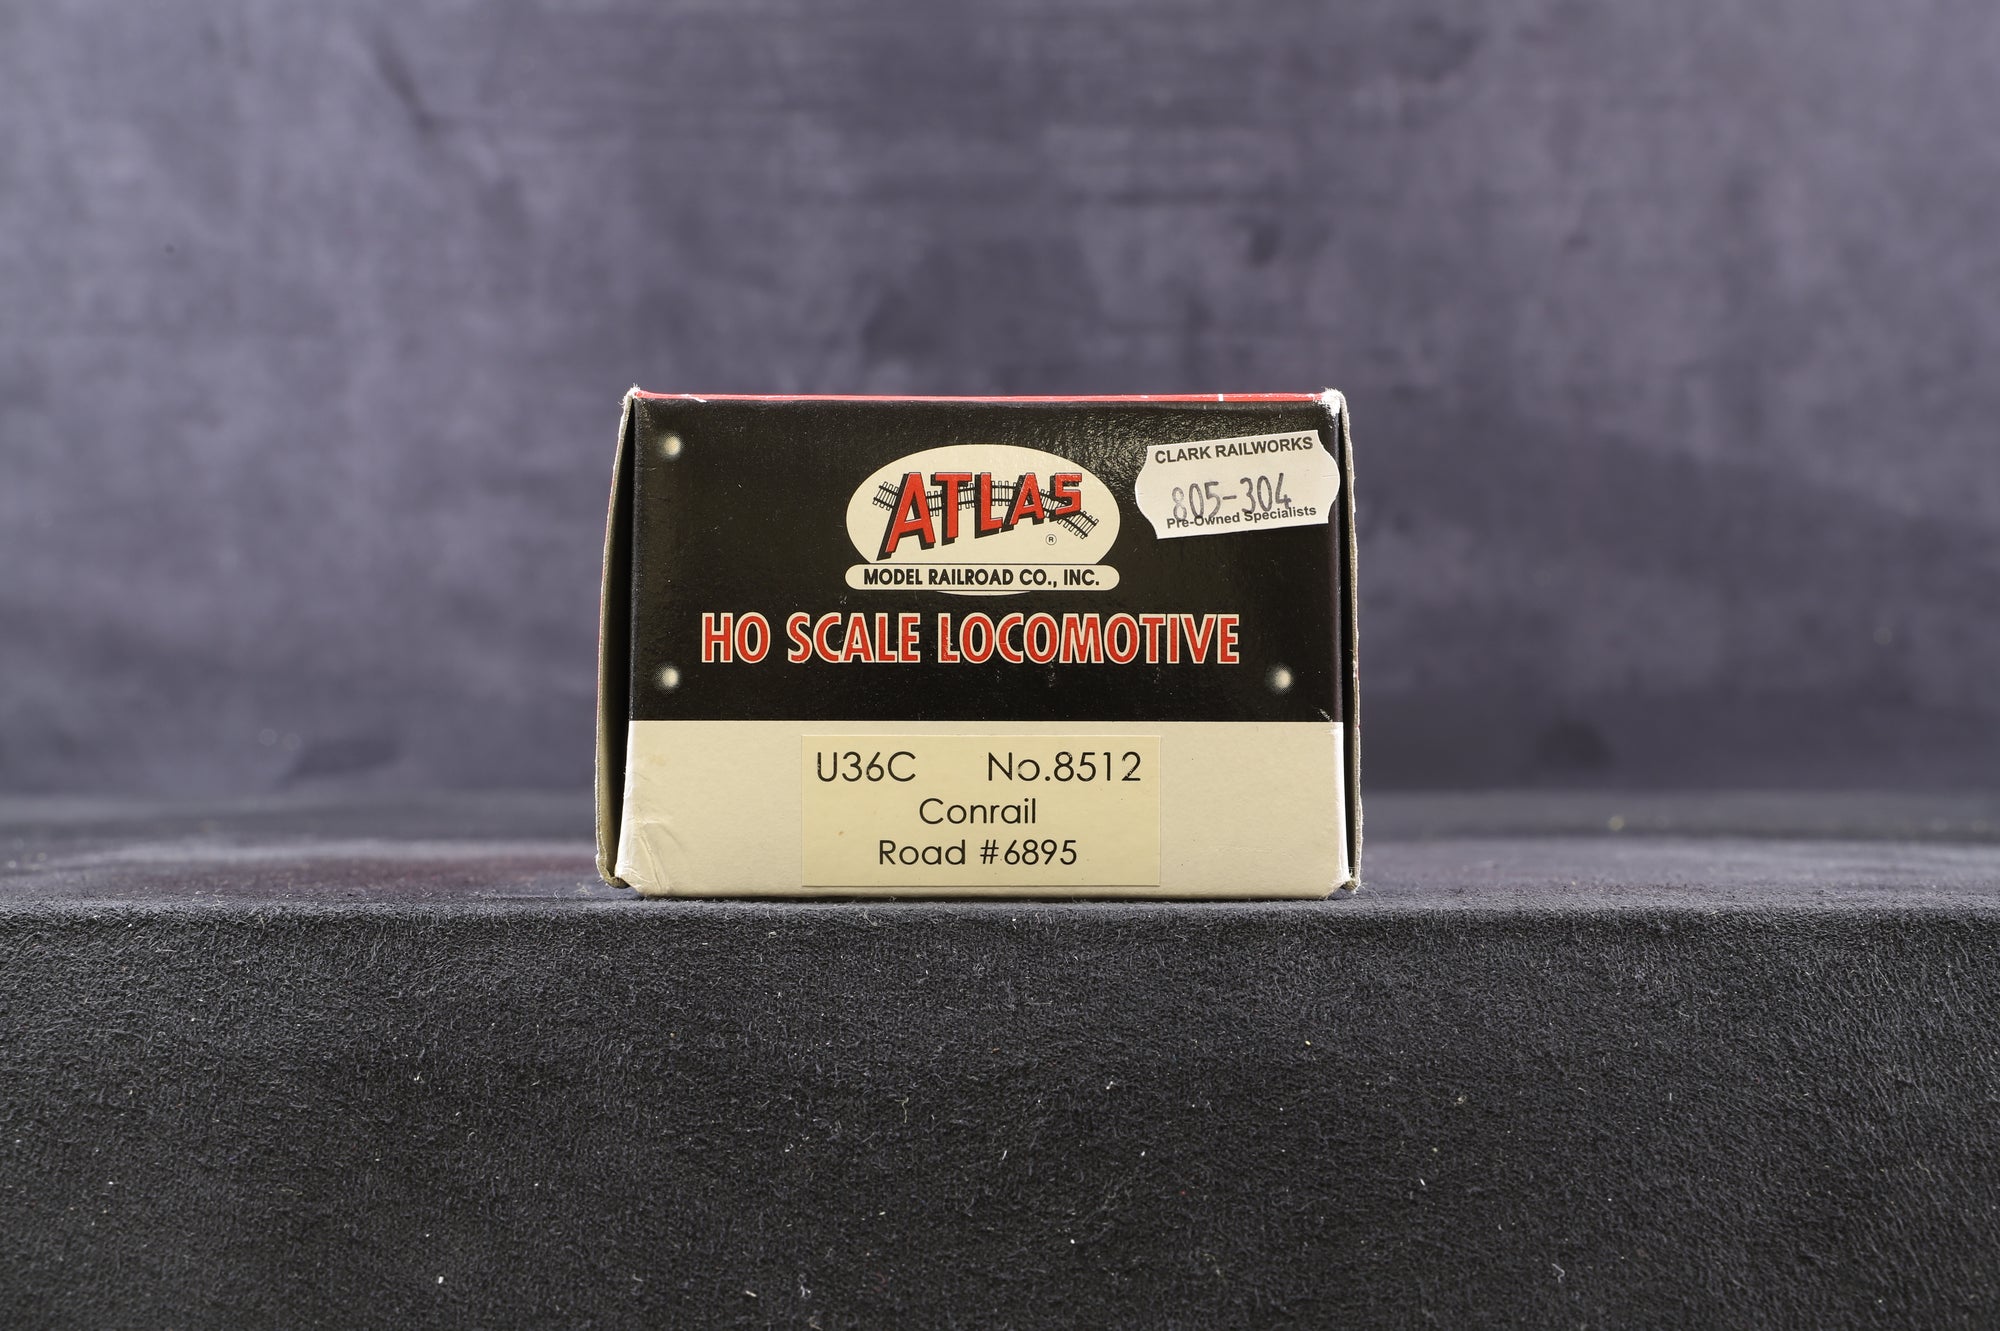 ATLAS
®
MODEL RAILROAD CO., INC.
HO SCALE LOCOMOTIVE
CLARK RAILWORKS
805-304
Pre-Owned Specialists
U36C No.8512
Conrail
Road #6895